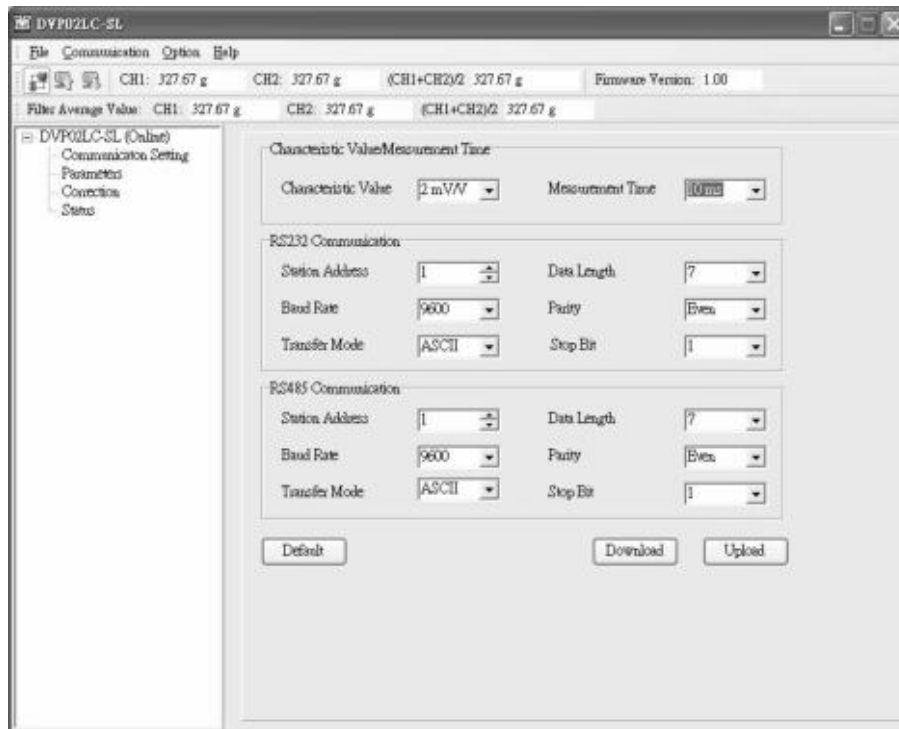 DVP02LC-SL
File Communication Option Help
CH1: 327.67 g CH2: 327.67 g (CH1+CH2)/2 327.67 g Firmware Version: 1.00
Filter Average Value: CH1: 327.67 g CH2: 327.67 g (CH1+CH2)/2 327.67 g
DVP02LC-SL (Online)
Communicaton Setting
Parameters
Correction
Status
Characteristic Value/Measurement Time
Characteristic Value 2 mV/V Measurement Time 10 ms
RS232 Communication
Station Address 1 Data Length 7
Baud Rate 9600 Parity Even
Transfer Mode ASCII Stop Bit 1
RS485 Communication
Station Address 1 Data Length 7
Baud Rate 9600 Parity Even
Transfer Mode ASCII Stop Bit 1
Default Download Upload